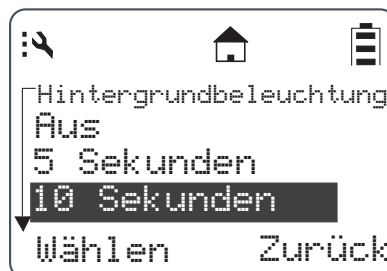 Hintergrundbeleuchtung
Aus
5 Sekunden
10 Sekunden
Wählen Zurück